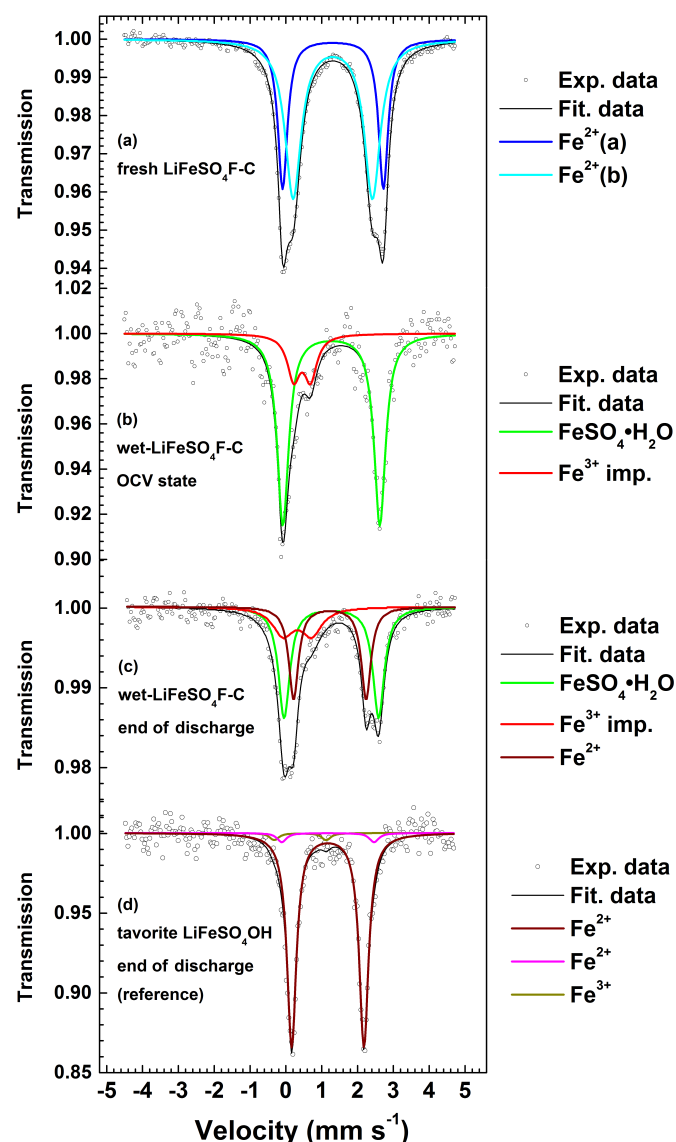 1.00
0.99
0.98
0.97
0.96
0.95
0.94
Transmission
(a)
fresh LiFeSO₄F-C
Exp. data
Fit. data
Fe²⁺(a)
Fe²⁺(b)
1.02
1.00
0.98
0.96
0.94
0.92
0.90
Transmission
(b)
wet-LiFeSO₄F-C
OCV state
Exp. data
Fit. data
FeSO₄•H₂O
Fe³⁺ imp.
1.00
0.99
0.98
Transmission
(c)
wet-LiFeSO₄F-C
end of discharge
Exp. data
Fit. data
FeSO₄•H₂O
Fe³⁺ imp.
Fe²⁺
1.00
0.95
0.90
0.85
Transmission
(d)
tavorite LiFeSO₄OH
end of discharge
(reference)
Exp. data
Fit. data
Fe²⁺
Fe²⁺
Fe³⁺
-5 -4 -3 -2 -1 0 1 2 3 4 5
Velocity (mm s⁻¹)